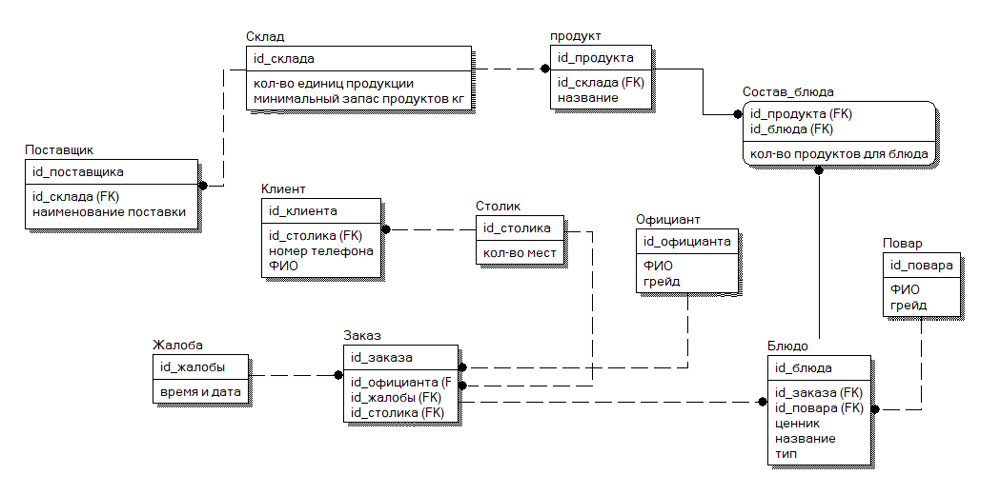 Склад
id_склада
кол-во единиц продукции
минимальный запас продуктов кг
продукт
id_продукта
id_склада (FK)
название
Состав_блюда
id_продукта (FK)
id_блюда (FK)
кол-во продуктов для блюда
Поставщик
id_поставщика
id_склада (FK)
наименование поставки
Клиент
id_клиента
id_столика (FK)
номер телефона
ФИО
Столик
id_столика
кол-во мест
Официант
id_официанта
ФИО
грейд
Повар
id_повара
ФИО
грейд
Жалоба
id_жалобы
время и дата
Заказ
id_заказа
id_официанта (F
id_жалобы (FK)
id_столика (FK)
Блюдо
id_блюда
id_заказа (FK)
id_повара (FK)
ценник
название
тип